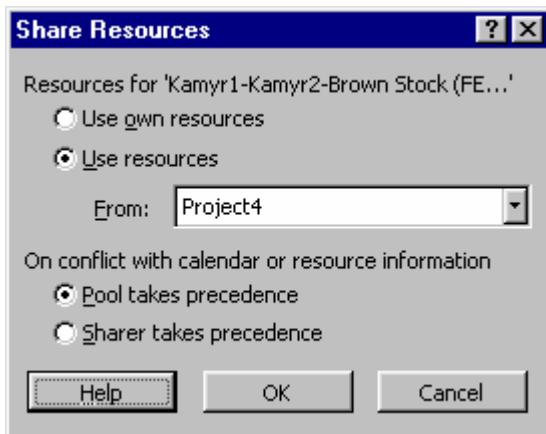 Share Resources
Resources for 'Kamyr1-Kamyr2-Brown Stock (FE...'
Use own resources
Use resources
From: Project4
On conflict with calendar or resource information
Pool takes precedence
Sharer takes precedence
Help OK Cancel